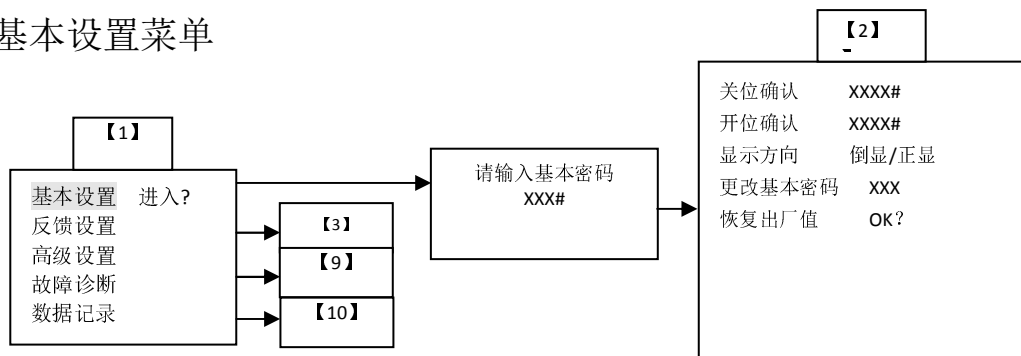 基本设置菜单
【1】
基本设置 进入?
反馈设置
高级设置
故障诊断
数据记录
【3】
【9】
【10】
请输入基本密码
XXX#
【2】
关位确认 XXXX#
开位确认 XXXX#
显示方向 倒显/正显
更改基本密码 XXX
恢复出厂值 OK？